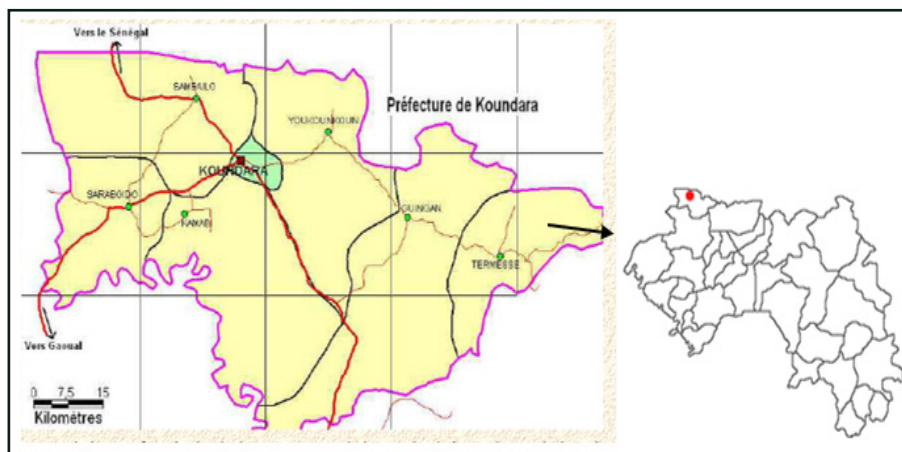 Vers le Sénégal
SAMBAILO
Préfecture de Koundara
YOUKOUNKOUN
KOUNDARA
SAREBOIDO
KAMABI
GUINGAN
TERMESSE
Vers Gaoual
0 7,5 15
Kilomètres